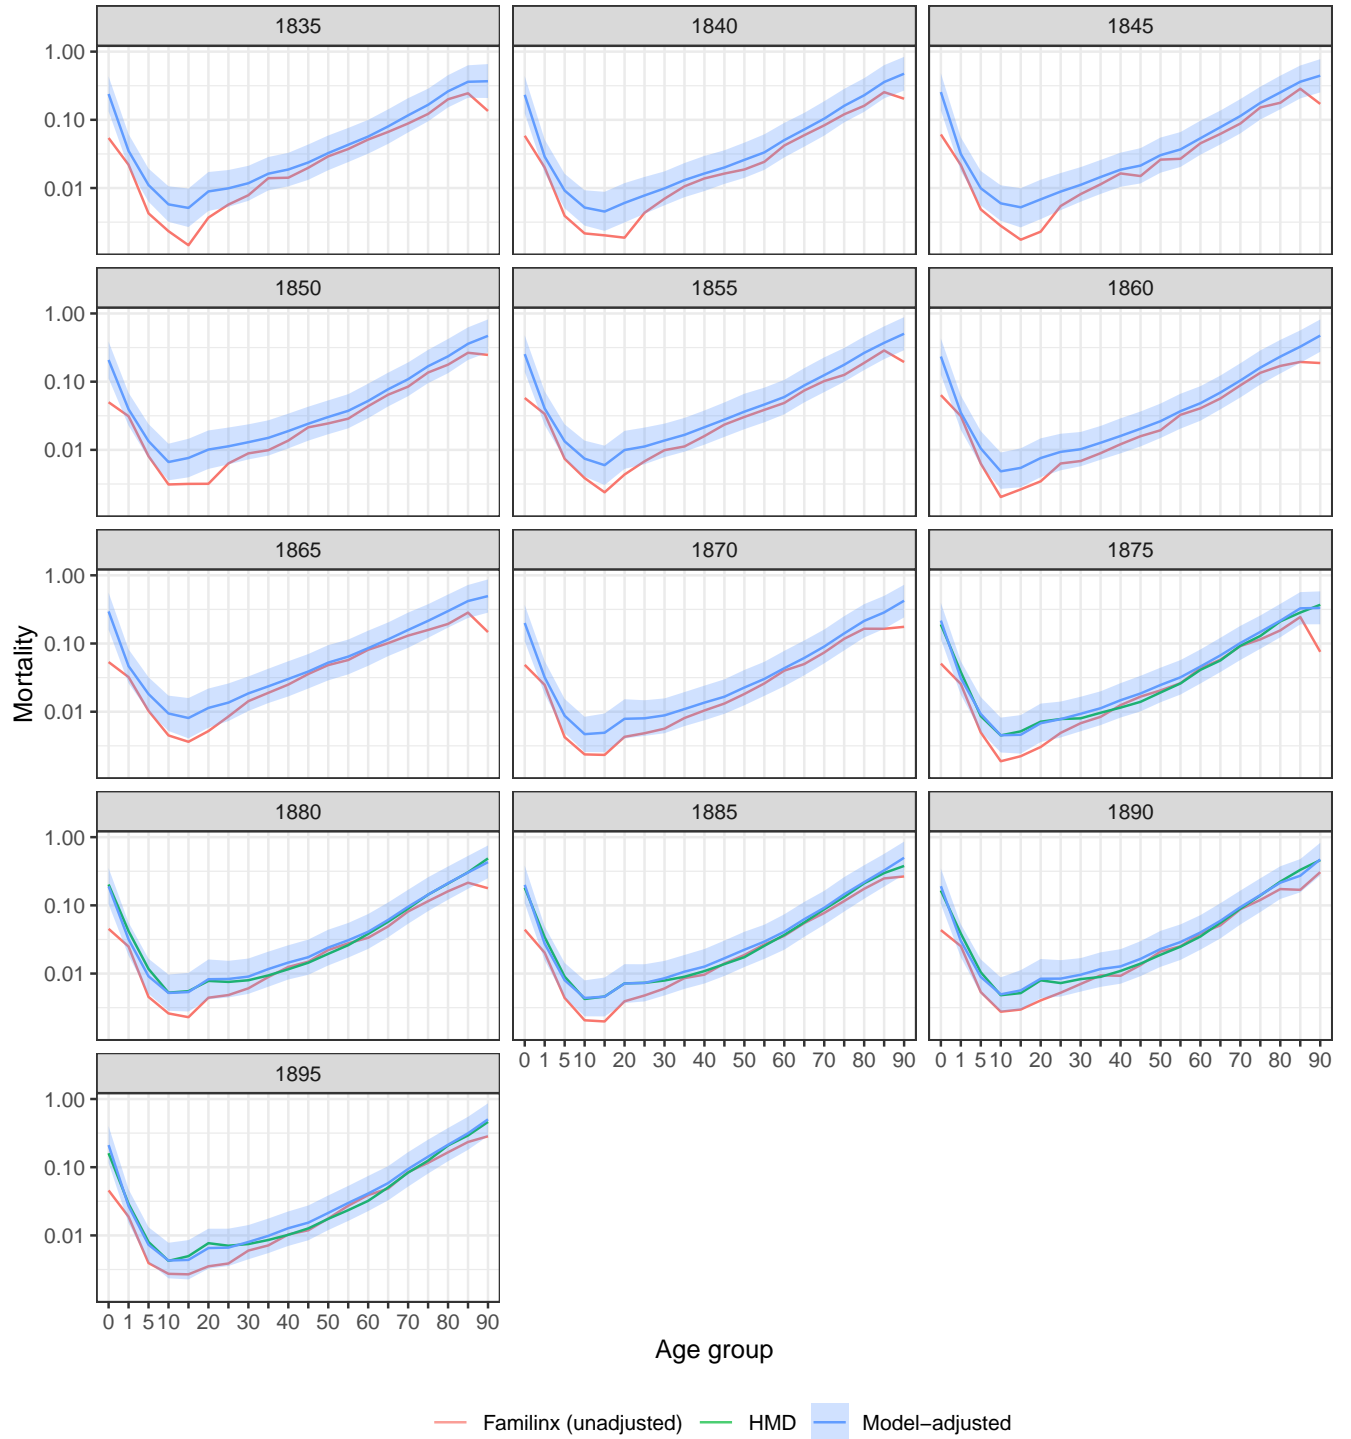 1835 1840 1845
1.00
0.10
0.01
1850 1855 1860
1.00
0.10
0.01
1865 1870 1875
1.00
0.10
0.01
Mortality
1880 1885 1890
1.00
0.10
0.01
0 1 5 10 20 30 40 50 60 70 80 90 0 1 5 10 20 30 40 50 60 70 80 90
1895
1.00
0.10
0.01
0 1 5 10 20 30 40 50 60 70 80 90
Age group
Familinx (unadjusted) HMD Model−adjusted